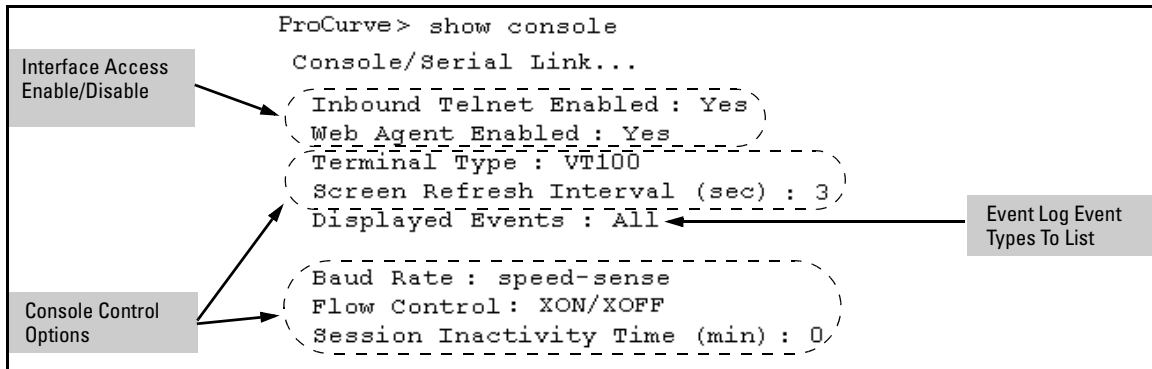 ProCurve> show console
Console/Serial Link...
Interface Access
Enable/Disable
Inbound Telnet Enabled : Yes
Web Agent Enabled : Yes
Terminal Type : VT100
Screen Refresh Interval (sec) : 3
Displayed Events : All
Event Log Event
Types To List
Baud Rate : speed-sense
Flow Control : XON/XOFF
Session Inactivity Time (min) : 0
Console Control
Options